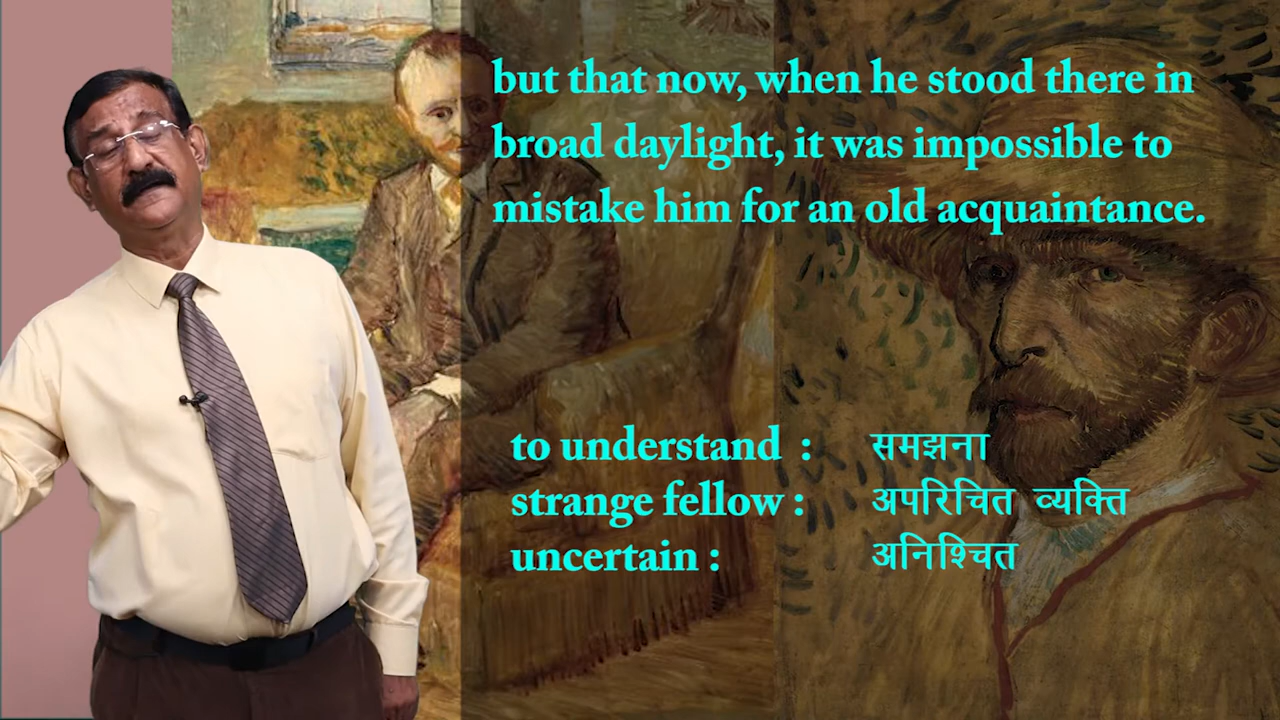 but that now, when he stood there in
broad daylight, it was impossible to
mistake him for an old acquaintance.
to understand : समझना
strange fellow : अपरिचित व्यक्ति
uncertain : अनिश्चित